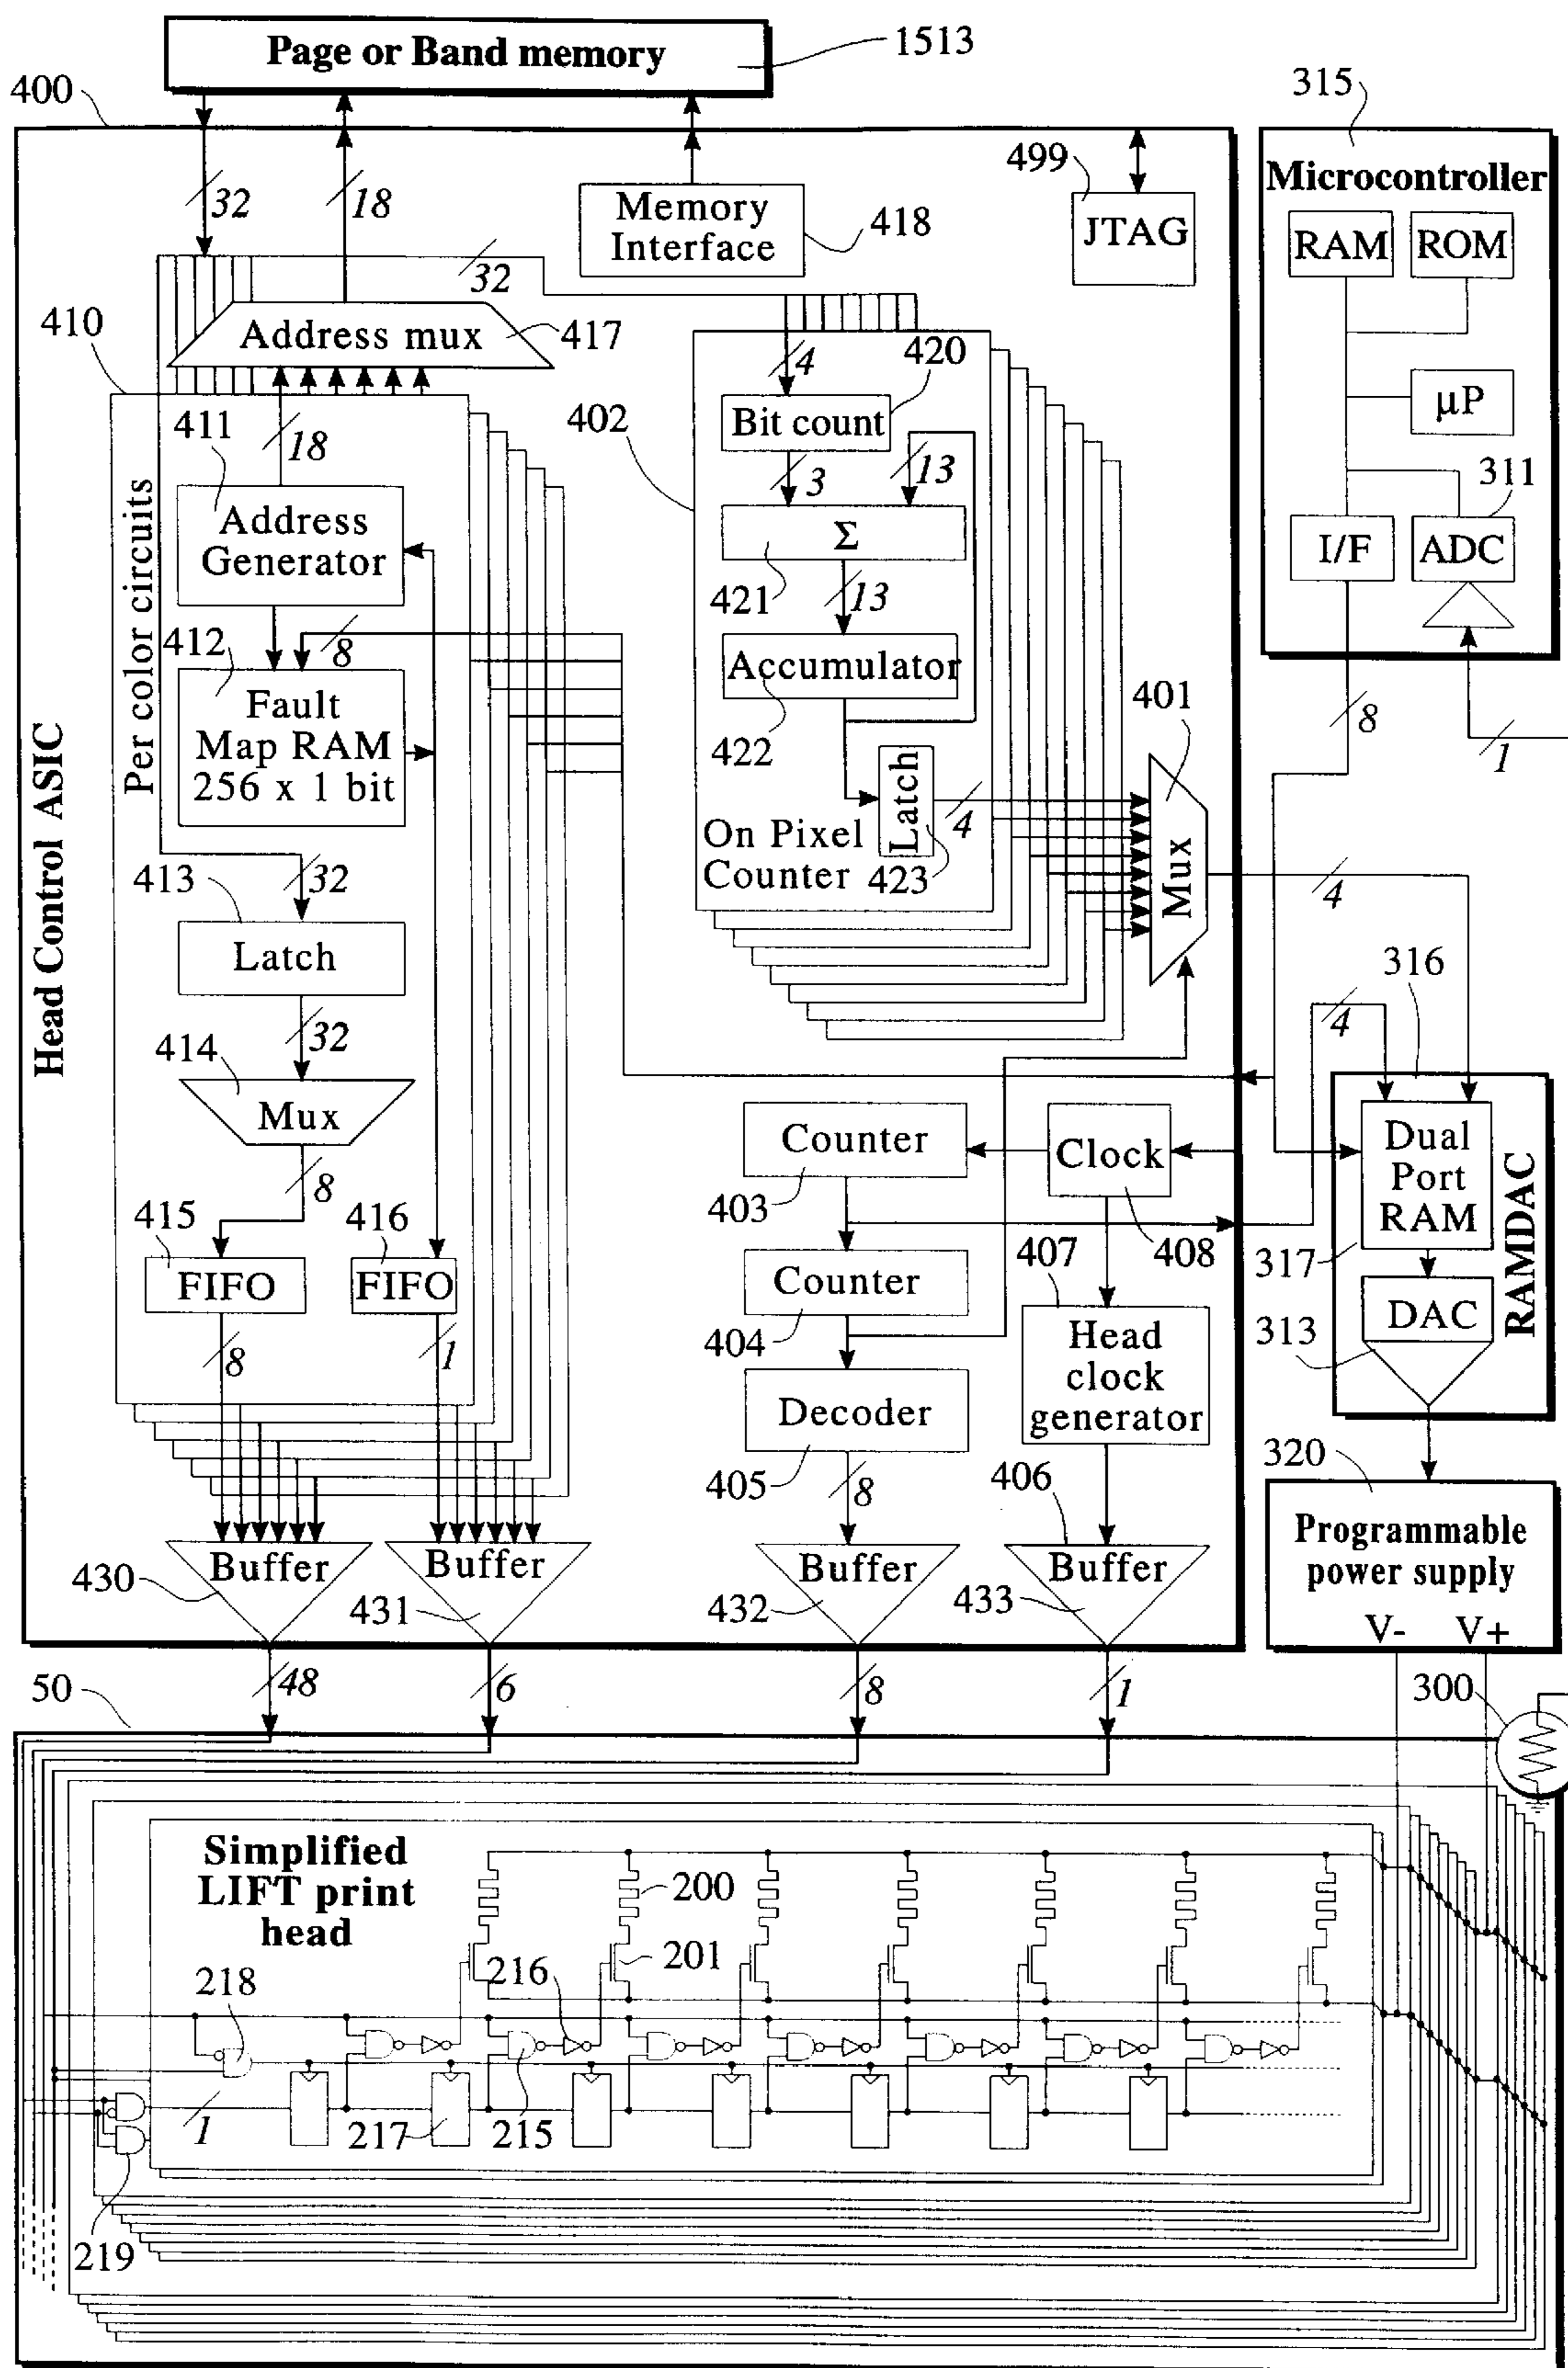 Page or Band memory
1513
400
315
499
Microcontroller
32
18
Memory
Interface
418
JTAG
RAM
ROM
32
410
Address mux
417
4
420
µP
411
18
402
Bit count
3
13
311
Address
Generator
Σ
I/F
ADC
421
13
412
8
Accumulator
Fault
Map RAM
256 x 1 bit
422
401
8
1
Per color circuits
Head Control ASIC
Latch
4
On Pixel
Counter
423
Mux
413
32
4
Latch
316
32
4
414
Mux
Counter
Clock
Dual
Port
RAM
8
403
415
416
407
408
317
RAMDAC
FIFO
FIFO
Counter
DAC
404
Head
clock
generator
313
8
1
Decoder
405
8
406
320
Programmable
power supply
Buffer
Buffer
Buffer
Buffer
430
431
432
433
V-
V+
50
48
6
8
1
300
Simplified
LIFT print
head
200
201
216
218
1
217
215
219